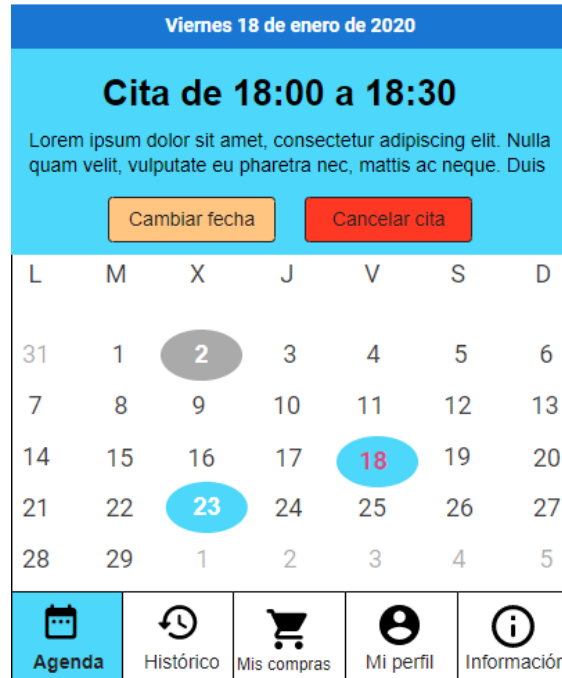 Viernes 18 de enero de 2020
Cita de 18:00 a 18:30
Lorem ipsum dolor sit amet, consectetur adipiscing elit. Nulla
quam velit, vulputate eu pharetra nec, mattis ac neque. Duis
Cambiar fecha Cancelar cita
L M X J V S D
31 1 2 3 4 5 6
7 8 9 10 11 12 13
14 15 16 17 18 19 20
21 22 23 24 25 26 27
28 29 1 2 3 4 5
Agenda Histórico Mis compras Mi perfil Información